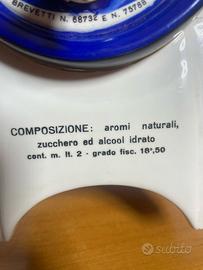 BREVETTI N. 68732 E N. 75788
COMPOSIZIONE: aromi naturali,
zucchero ed alcool idrato
cont. m. lt. 2 - grado fisc. 18°,50
subito